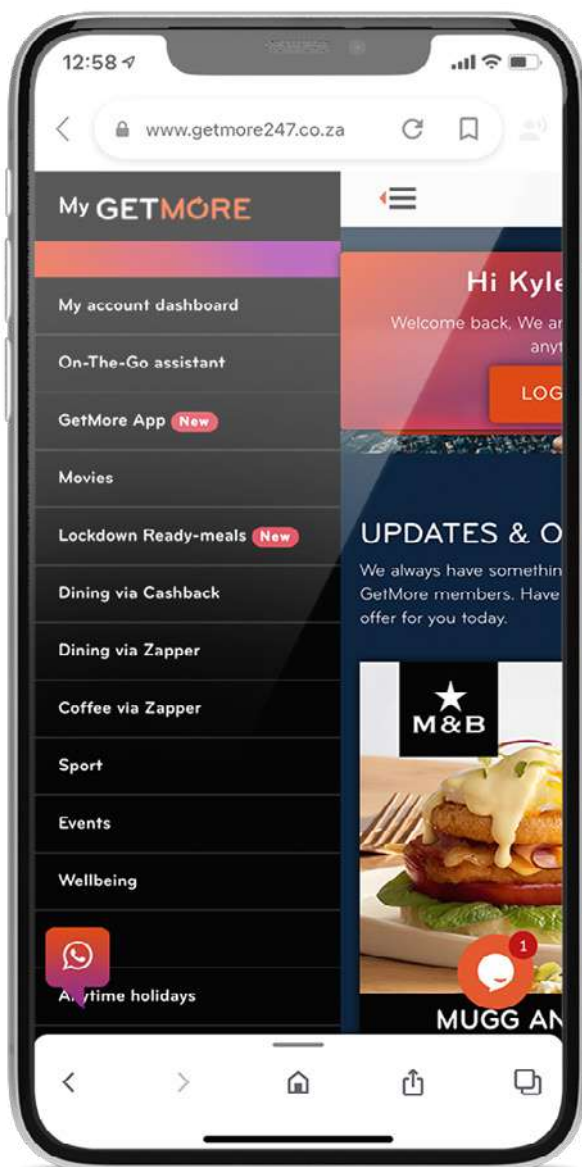 12:58
www.getmore247.co.za
My GETMORE
Hi Kyle
Welcome back, We ar
anyt
LOG
My account dashboard
On-The-Go assistant
GetMore App New
Movies
Lockdown Ready-meals New
Dining via Cashback
Dining via Zapper
Coffee via Zapper
Sport
Events
Wellbeing
Anytime holidays
UPDATES & O
We always have somethin
GetMore members. Have
offer for you today.
M&B
1
MUGG AN